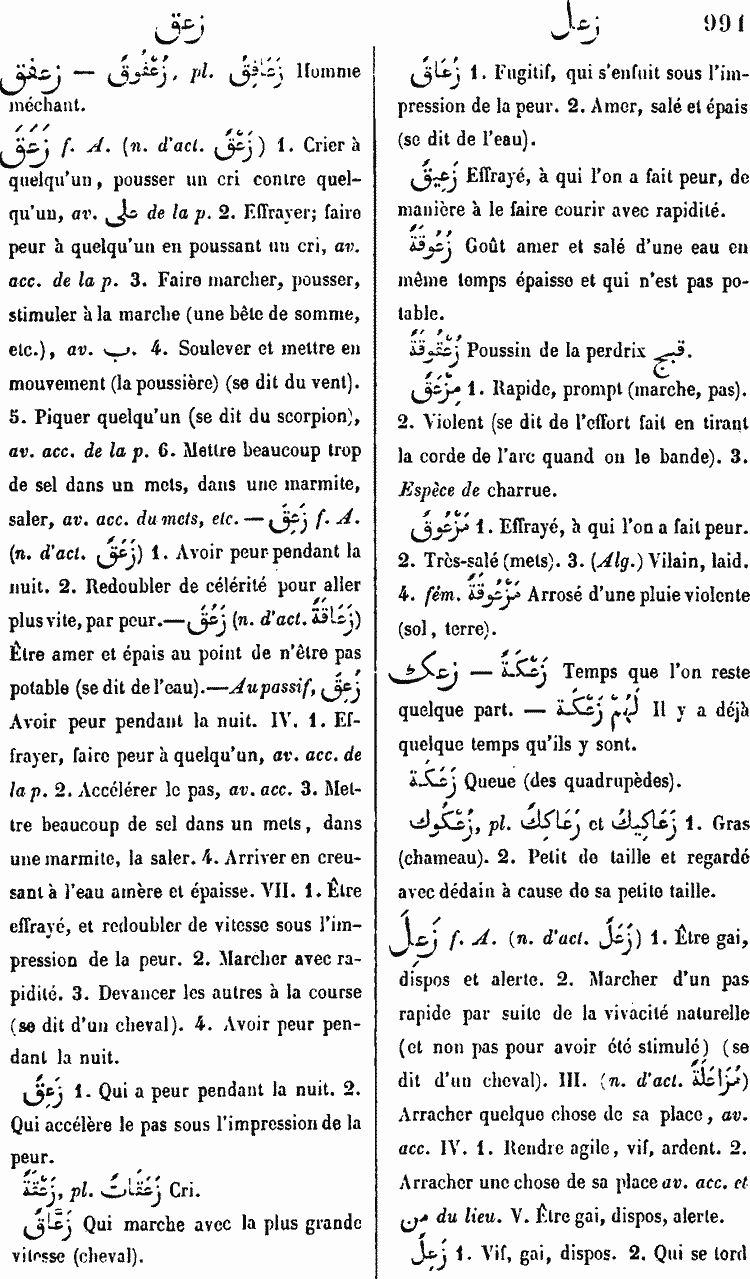 زعق
زعل
991
زعفق — زُعْفُوقٌ, pl. زَعَافِقُ Homme
méchant.
زَعَقَ f. A. (n. d'act. زَعْقٌ) 1. Crier à
quelqu'un, pousser un cri contre quel-
qu'un, av. على de la p. 2. Effrayer; faire
peur à quelqu'un en poussant un cri, av.
acc. de la p. 3. Faire marcher, pousser,
stimuler à la marche (une bête de somme,
etc.), av. ب. 4. Soulever et mettre en
mouvement (la poussière) (se dit du vent).
5. Piquer quelqu'un (se dit du scorpion),
av. acc. de la p. 6. Mettre beaucoup trop
de sel dans un mets, dans une marmite,
saler, av. acc. du mets, etc. — زَعِقَ f. A.
(n. d'act. زَعَقٌ) 1. Avoir peur pendant la
nuit. 2. Redoubler de célérité pour aller
plus vite, par peur.—زَعُقَ (n. d'act. زَعَاقَةٌ)
Être amer et épais au point de n'être pas
potable (se dit de l'eau).—Au passif, زُعِقَ
Avoir peur pendant la nuit. IV. 1. Ef-
frayer, faire peur à quelqu'un, av. acc. de
la p. 2. Accélérer le pas, av. acc. 3. Met-
tre beaucoup de sel dans un mets, dans
une marmite, la saler. 4. Arriver en creu-
sant à l'eau amère et épaisse. VII. 1. Être
effrayé, et redoubler de vitesse sous l'im-
pression de la peur. 2. Marcher avec ra-
pidité. 3. Devancer les autres à la course
(se dit d'un cheval). 4. Avoir peur pen-
dant la nuit.
زَعِقٌ 1. Qui a peur pendant la nuit. 2.
Qui accélère le pas sous l'impression de la
peur.
زَعْقَةٌ, pl. زَعَقَاتٌ Cri.
زَعَّاقٌ Qui marche avec la plus grande
vitesse (cheval).
زُعَاقٌ 1. Fugitif, qui s'enfuit sous l'im-
pression de la peur. 2. Amer, salé et épais
(se dit de l'eau).
زَعِيقٌ Effrayé, à qui l'on a fait peur, de
manière à le faire courir avec rapidité.
زُعُوقَةٌ Goût amer et salé d'une eau en
même temps épaisse et qui n'est pas po-
table.
زُعْقُوقَةٌ Poussin de la perdrix قبج.
مِزْعَقٌ 1. Rapide, prompt (marche, pas).
2. Violent (se dit de l'effort fait en tirant
la corde de l'arc quand on le bande). 3.
Espèce de charrue.
مَزْعُوقٌ 1. Effrayé, à qui l'on a fait peur.
2. Très-salé (mets). 3. (Alg.) Vilain, laid.
4. fém. مَزْعُوقَةٌ Arrosé d'une pluie violente
(sol, terre).
زعك — زَعْكَةٌ Temps que l'on reste
quelque part. — لَهُمْ زَعْكَة Il y a déjà
quelque temps qu'ils y sont.
زَعْكَة Queue (des quadrupèdes).
زُعْكُوك, pl. زَعَاكِكُ et زَعَاكِيكُ 1. Gras
(chameau). 2. Petit de taille et regardé
avec dédain à cause de sa petite taille.
زَعِلَ f. A. (n. d'act. زَعَلٌ) 1. Être gai,
dispos et alerte. 2. Marcher d'un pas
rapide par suite de la vivacité naturelle
(et non pas pour avoir été stimulé) (se
dit d'un cheval). III. (n. d'act. مُزَاعَلَةٌ)
Arracher quelque chose de sa place, av.
acc. IV. 1. Rendre agile, vif, ardent. 2.
Arracher une chose de sa place av. acc. et
من du lieu. V. Être gai, dispos, alerte.
زَعِلٌ 1. Vif, gai, dispos. 2. Qui se tord